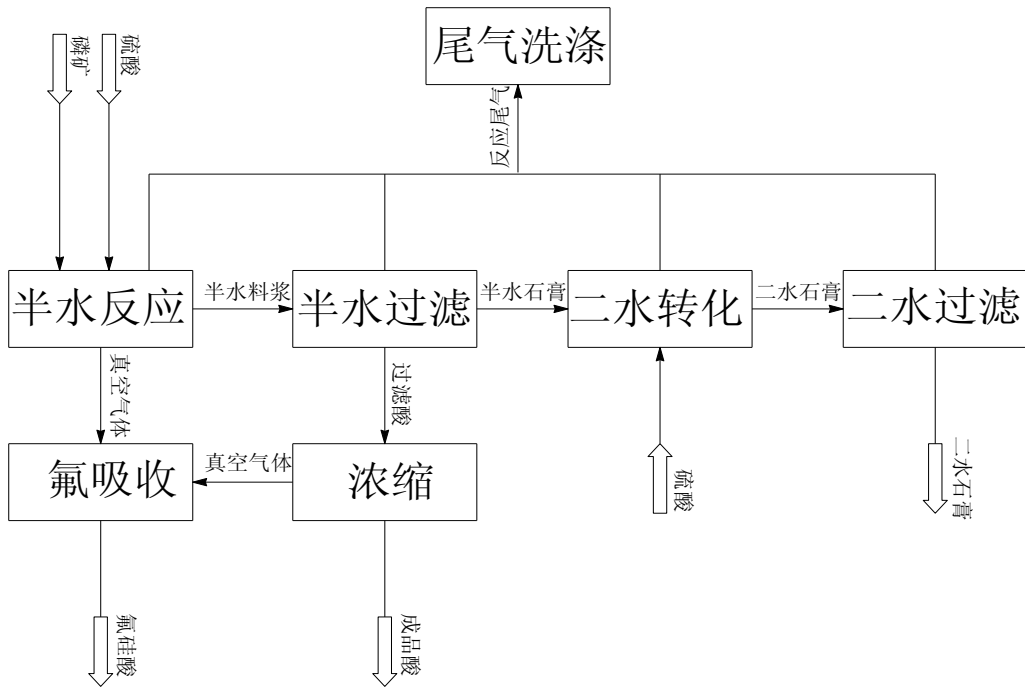 尾气洗涤
磷矿
硫酸
反应尾气
半水反应
半水料浆
半水过滤
半水石膏
二水转化
二水石膏
二水过滤
真空气体
过滤酸
氟吸收
真空气体
浓缩
硫酸
二水石膏
氟硅酸
成品酸